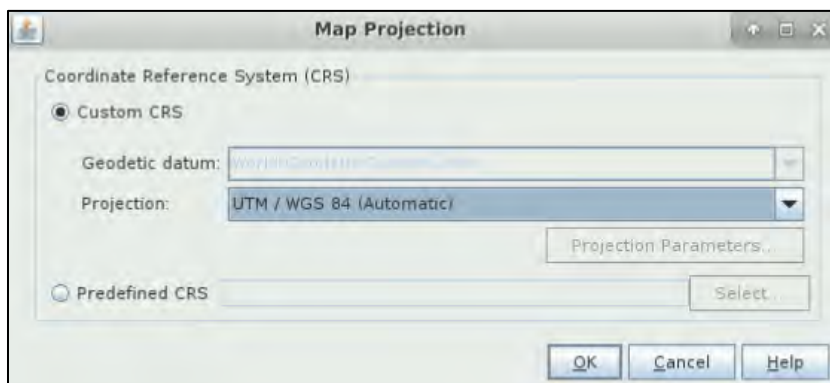 Map Projection
Coordinate Reference System (CRS)
Custom CRS
Geodetic datum:
Projection: UTM / WGS 84 (Automatic)
Projection Parameters...
Predefined CRS Select...
OK Cancel Help